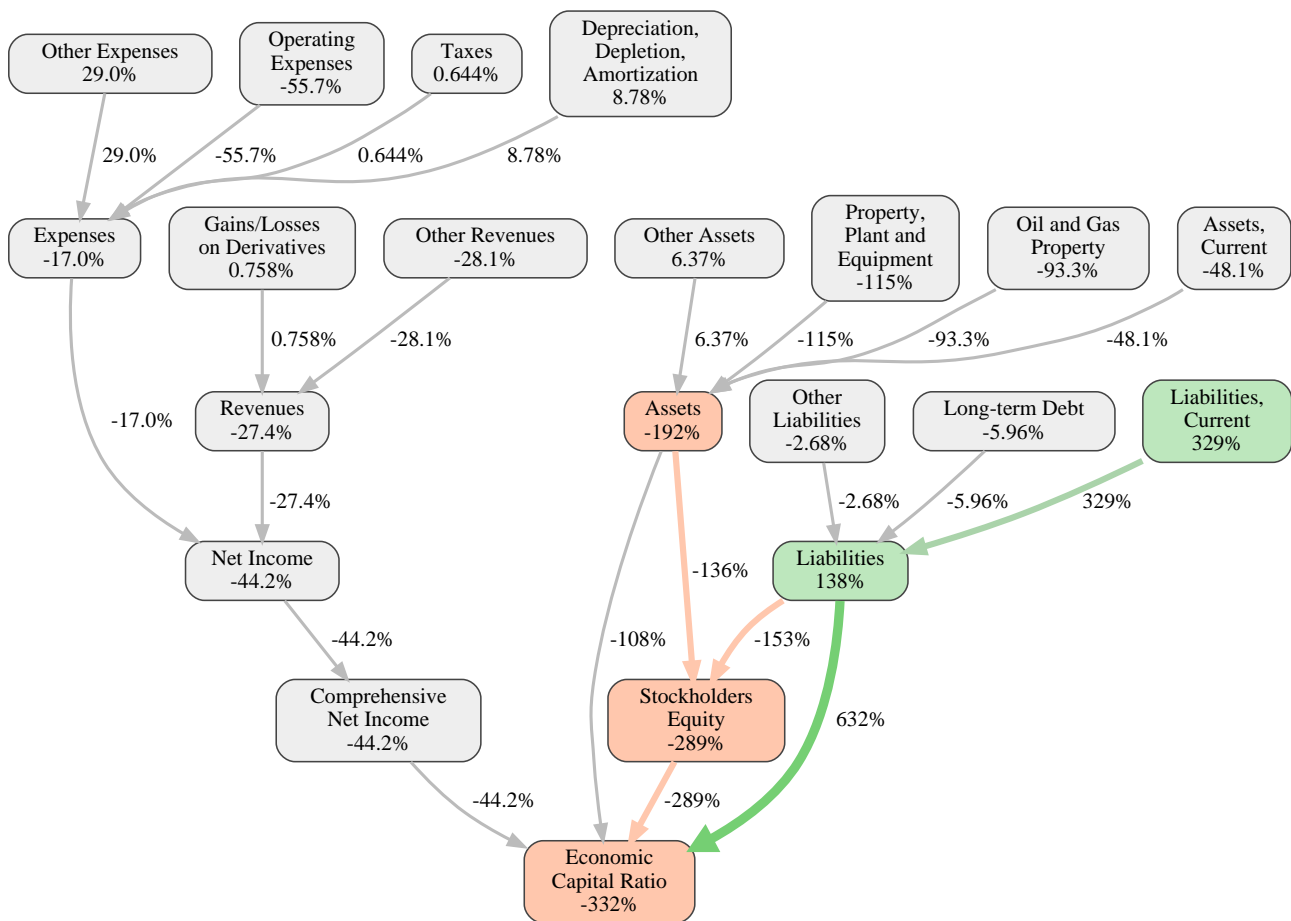 Other Expenses
29.0%
Operating
Expenses
-55.7%
Taxes
0.644%
Depreciation,
Depletion,
Amortization
8.78%
29.0%
-55.7%
0.644%
8.78%
Expenses
-17.0%
Gains/Losses
on Derivatives
0.758%
Other Revenues
-28.1%
Other Assets
6.37%
Property,
Plant and
Equipment
-115%
Oil and Gas
Property
-93.3%
Assets,
Current
-48.1%
0.758%
-28.1%
6.37%
-115%
-93.3%
-48.1%
-17.0%
Revenues
-27.4%
Assets
-192%
Other
Liabilities
-2.68%
Long-term Debt
-5.96%
Liabilities,
Current
329%
-27.4%
-2.68%
-5.96%
329%
Net Income
-44.2%
-136%
Liabilities
138%
-44.2%
-108%
-153%
Comprehensive
Net Income
-44.2%
Stockholders
Equity
-289%
632%
-44.2%
-289%
Economic
Capital Ratio
-332%